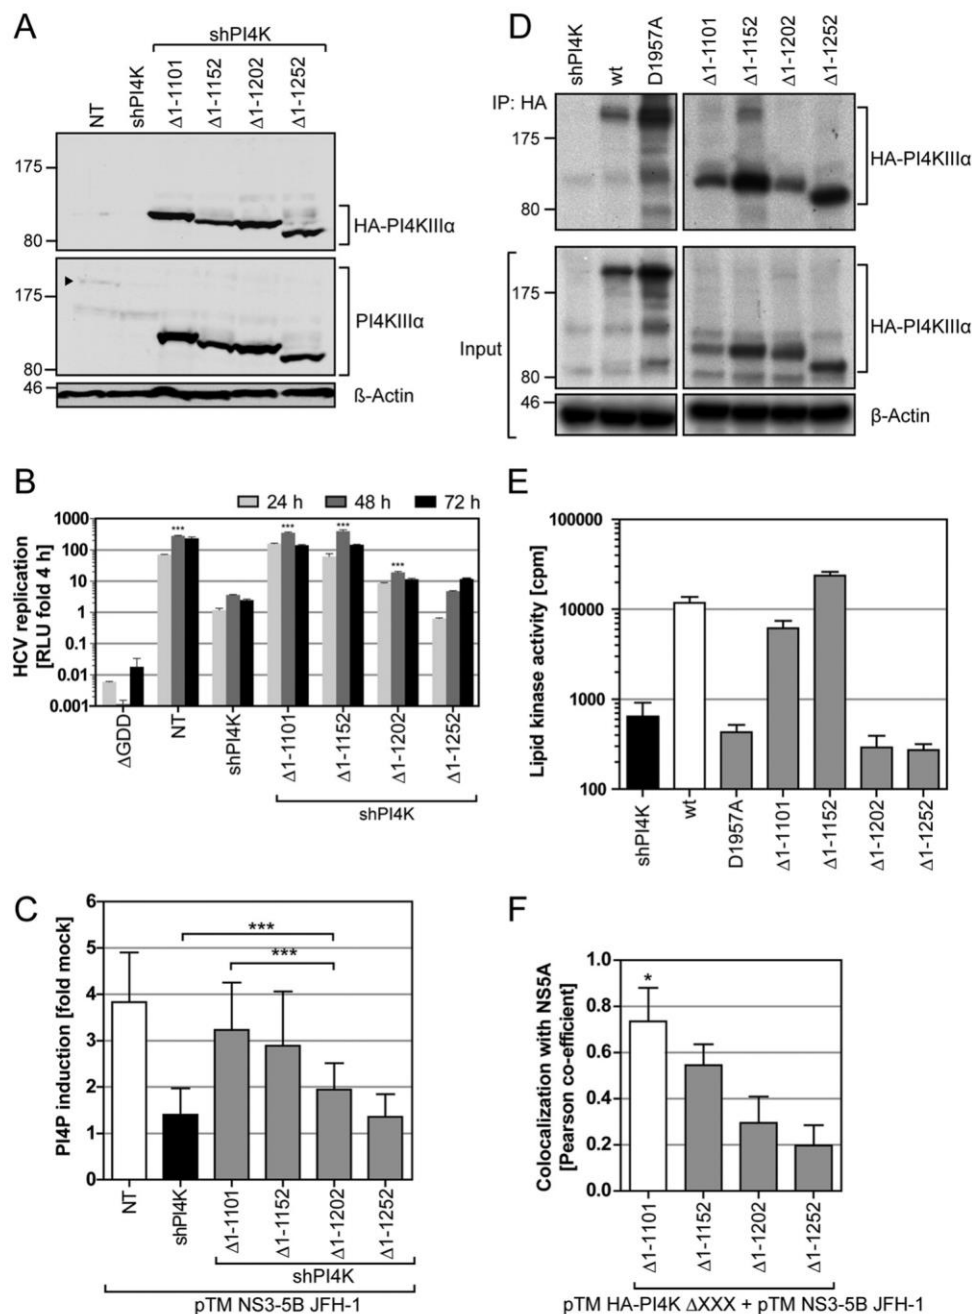 A
shPI4K
NT
shPI4K
Δ1-1101
Δ1-1152
Δ1-1202
Δ1-1252
175
80
HA-PI4KIIIα
175
80
PI4KIIIα
46
ß-Actin
D
shPI4K
wt
D1957A
Δ1-1101
Δ1-1152
Δ1-1202
Δ1-1252
IP: HA
175
80
HA-PI4KIIIα
Input
175
80
HA-PI4KIIIα
46
β-Actin
B
24 h 48 h 72 h
HCV replication
[RLU fold 4 h]
1000
100
10
1
0.1
0.01
0.001
*** *** *** ***
ΔGDD
NT
shPI4K
Δ1-1101
Δ1-1152
Δ1-1202
Δ1-1252
shPI4K
E
Lipid kinase activity [cpm]
100000
10000
1000
100
shPI4K
wt
D1957A
Δ1-1101
Δ1-1152
Δ1-1202
Δ1-1252
C
PI4P induction [fold mock]
6
5
4
3
2
1
0
***
***
NT
shPI4K
Δ1-1101
Δ1-1152
Δ1-1202
Δ1-1252
shPI4K
pTM NS3-5B JFH-1
F
Colocalization with NS5A
[Pearson co-efficient]
1.0
0.8
0.6
0.4
0.2
0.0
*
Δ1-1101
Δ1-1152
Δ1-1202
Δ1-1252
pTM HA-PI4K ΔXXX + pTM NS3-5B JFH-1